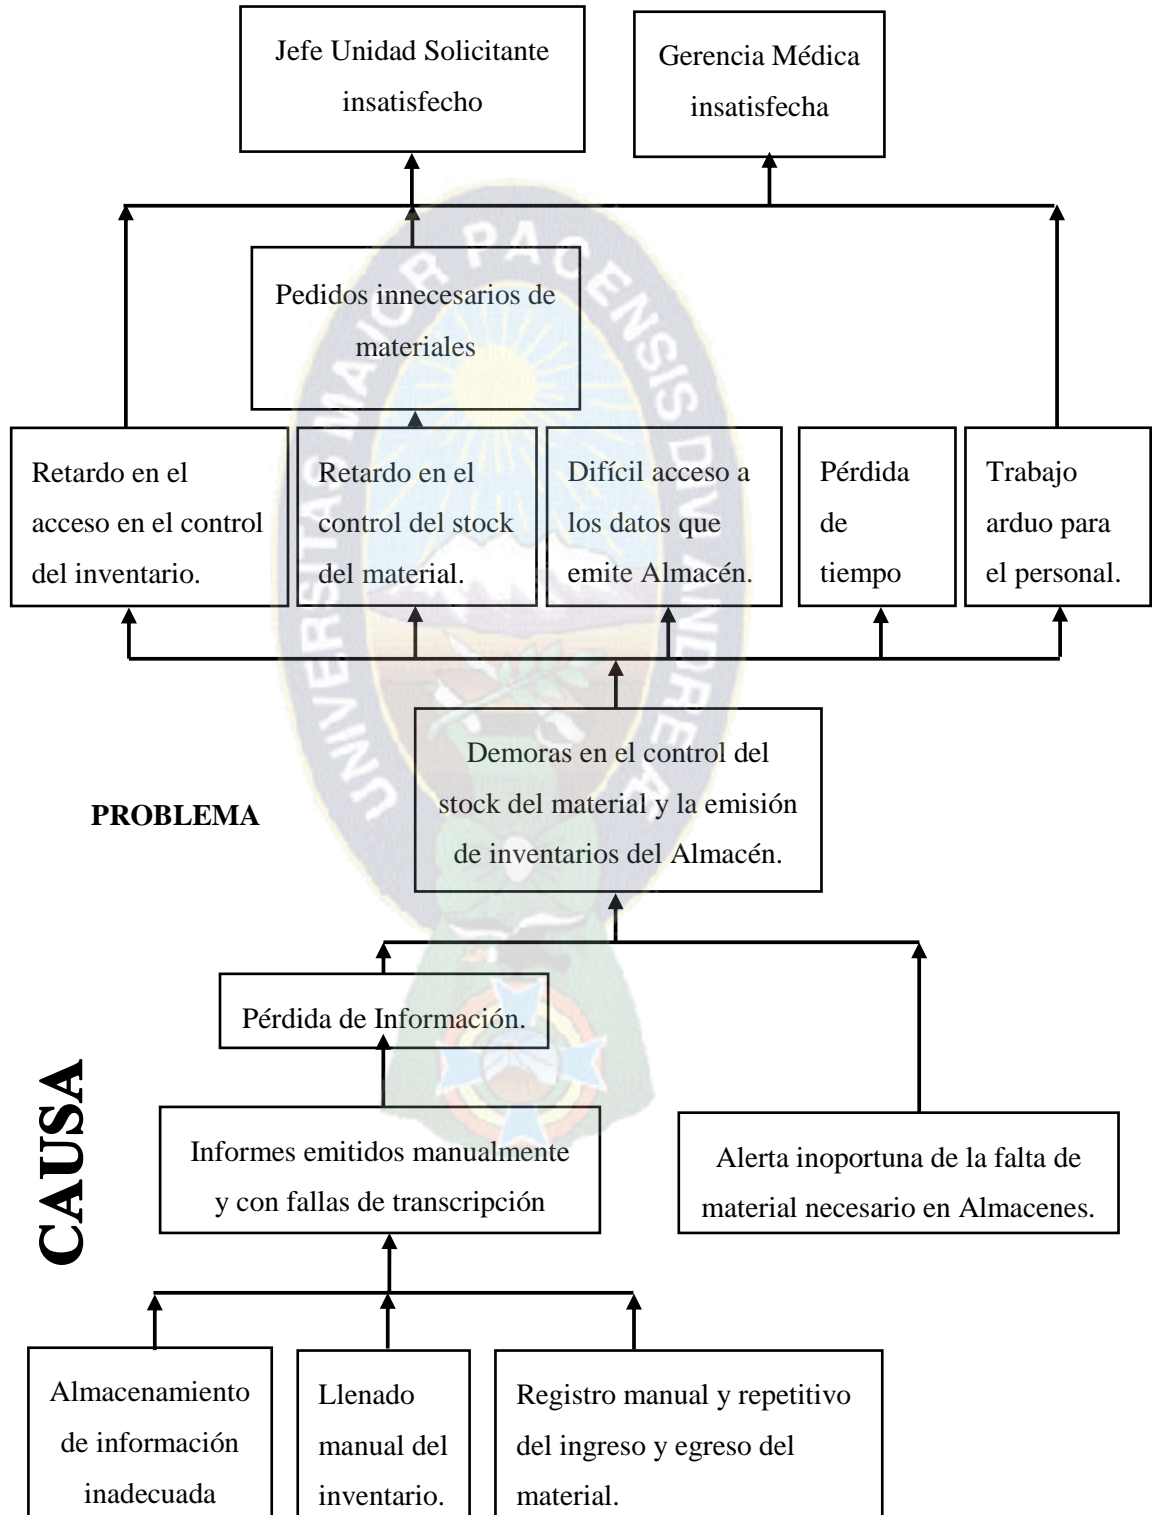 Jefe Unidad Solicitante
insatisfecho
Gerencia Médica
insatisfecha
Pedidos innecesarios de
materiales
Retardo en el
acceso en el control
del inventario.
Retardo en el
control del stock
del material.
Difícil acceso a
los datos que
emite Almacén.
Pérdida
de
tiempo
Trabajo
arduo para
el personal.
Demoras en el control del
stock del material y la emisión
de inventarios del Almacén.
PROBLEMA
Pérdida de Información.
CAUSA
Informes emitidos manualmente
y con fallas de transcripción
Alerta inoportuna de la falta de
material necesario en Almacenes.
Almacenamiento
de información
inadecuada
Llenado
manual del
inventario.
Registro manual y repetitivo
del ingreso y egreso del
material.
UNIVERSITAS MAJOR PACENSIS DIVI ANDREÆ